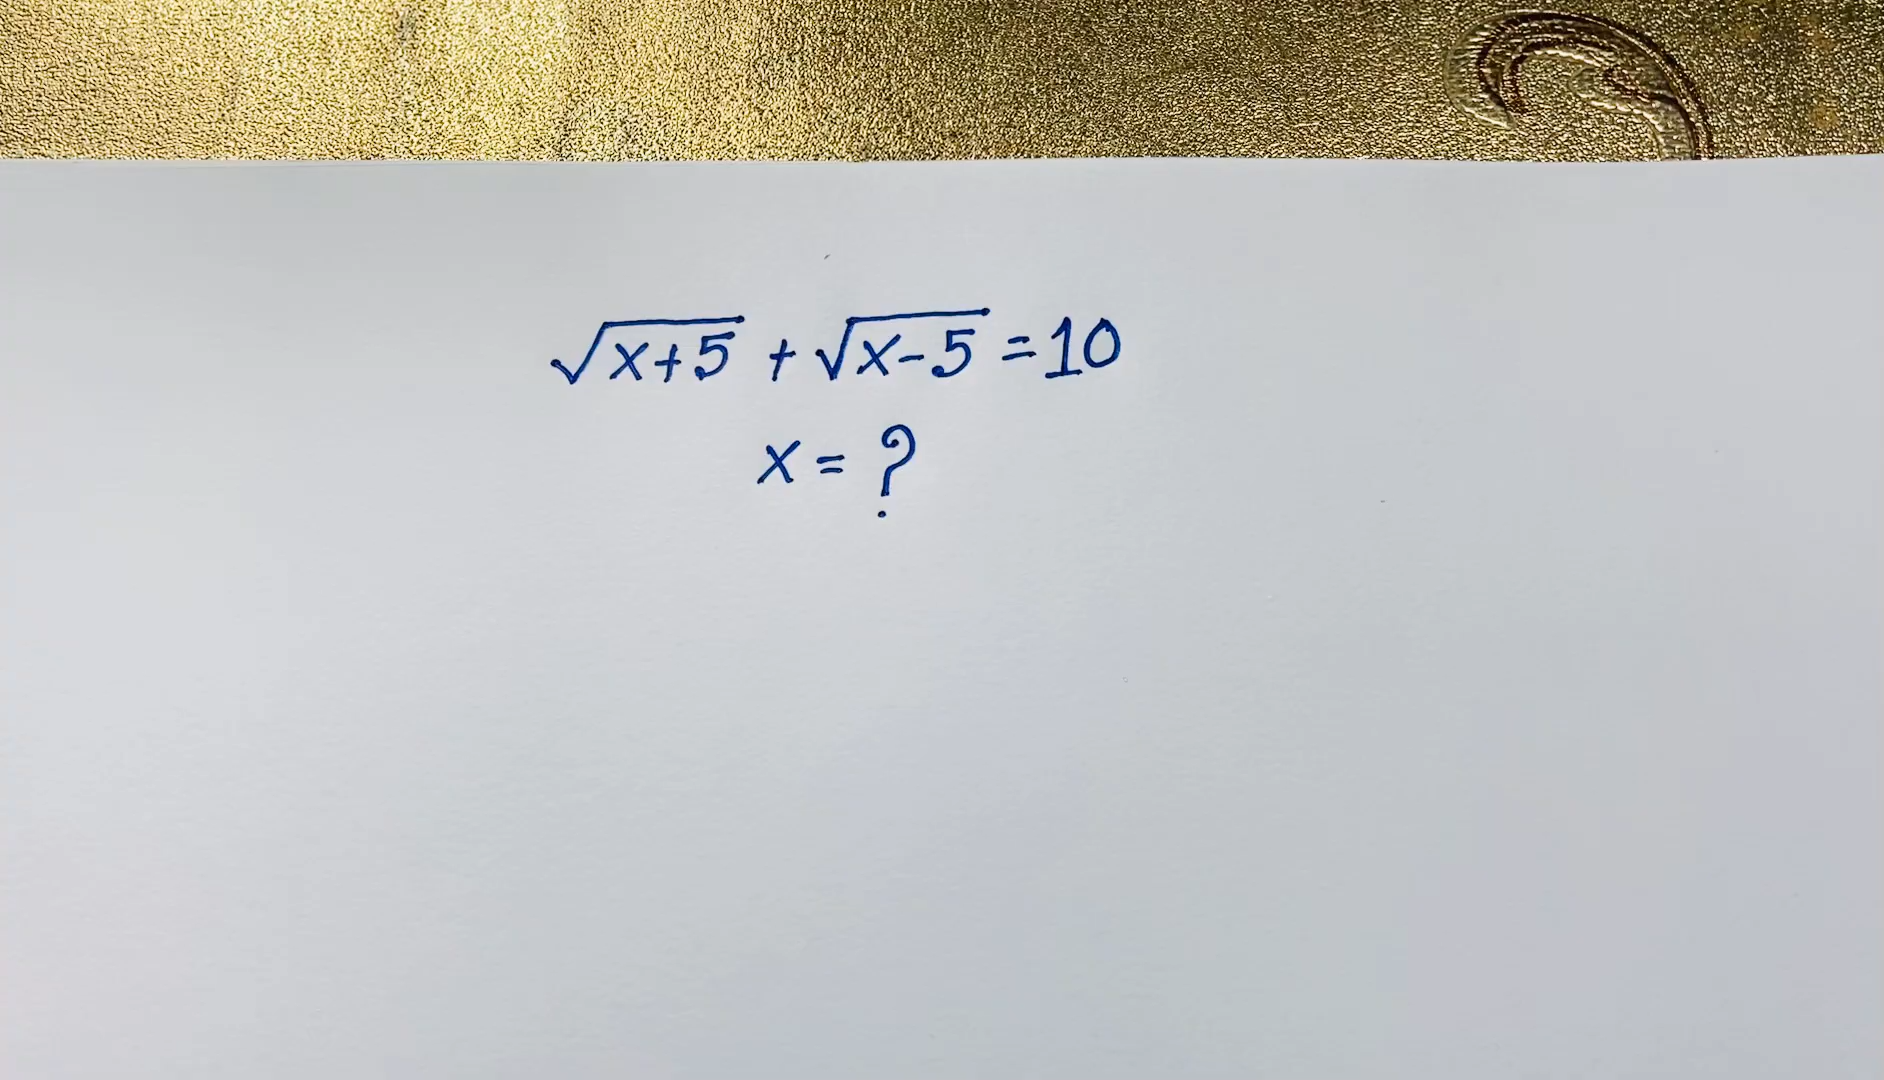 √(x+5) + √(x-5) = 10
x = ?